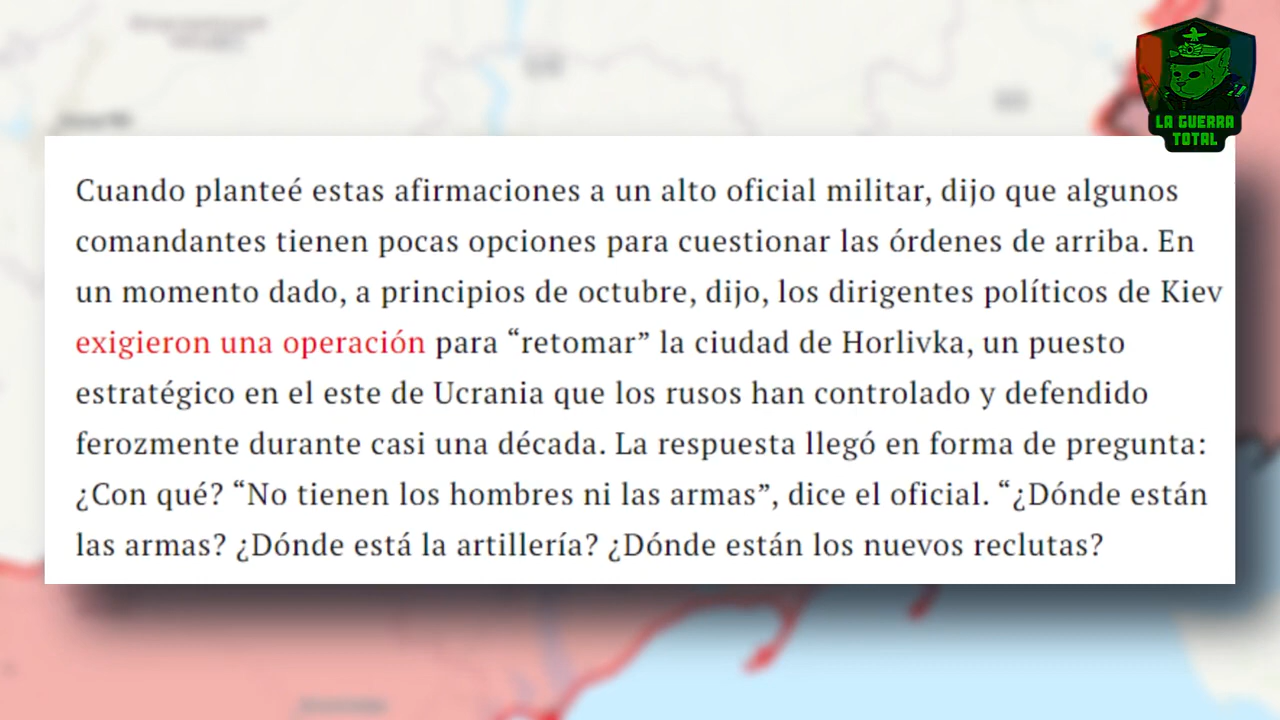 LA GUERRA
TOTAL
Cuando planteé estas afirmaciones a un alto oficial militar, dijo que algunos
comandantes tienen pocas opciones para cuestionar las órdenes de arriba. En
un momento dado, a principios de octubre, dijo, los dirigentes políticos de Kiev
exigieron una operación para “retomar” la ciudad de Horlivka, un puesto
estratégico en el este de Ucrania que los rusos han controlado y defendido
ferozmente durante casi una década. La respuesta llegó en forma de pregunta:
¿Con qué? “No tienen los hombres ni las armas”, dice el oficial. “¿Dónde están
las armas? ¿Dónde está la artillería? ¿Dónde están los nuevos reclutas?